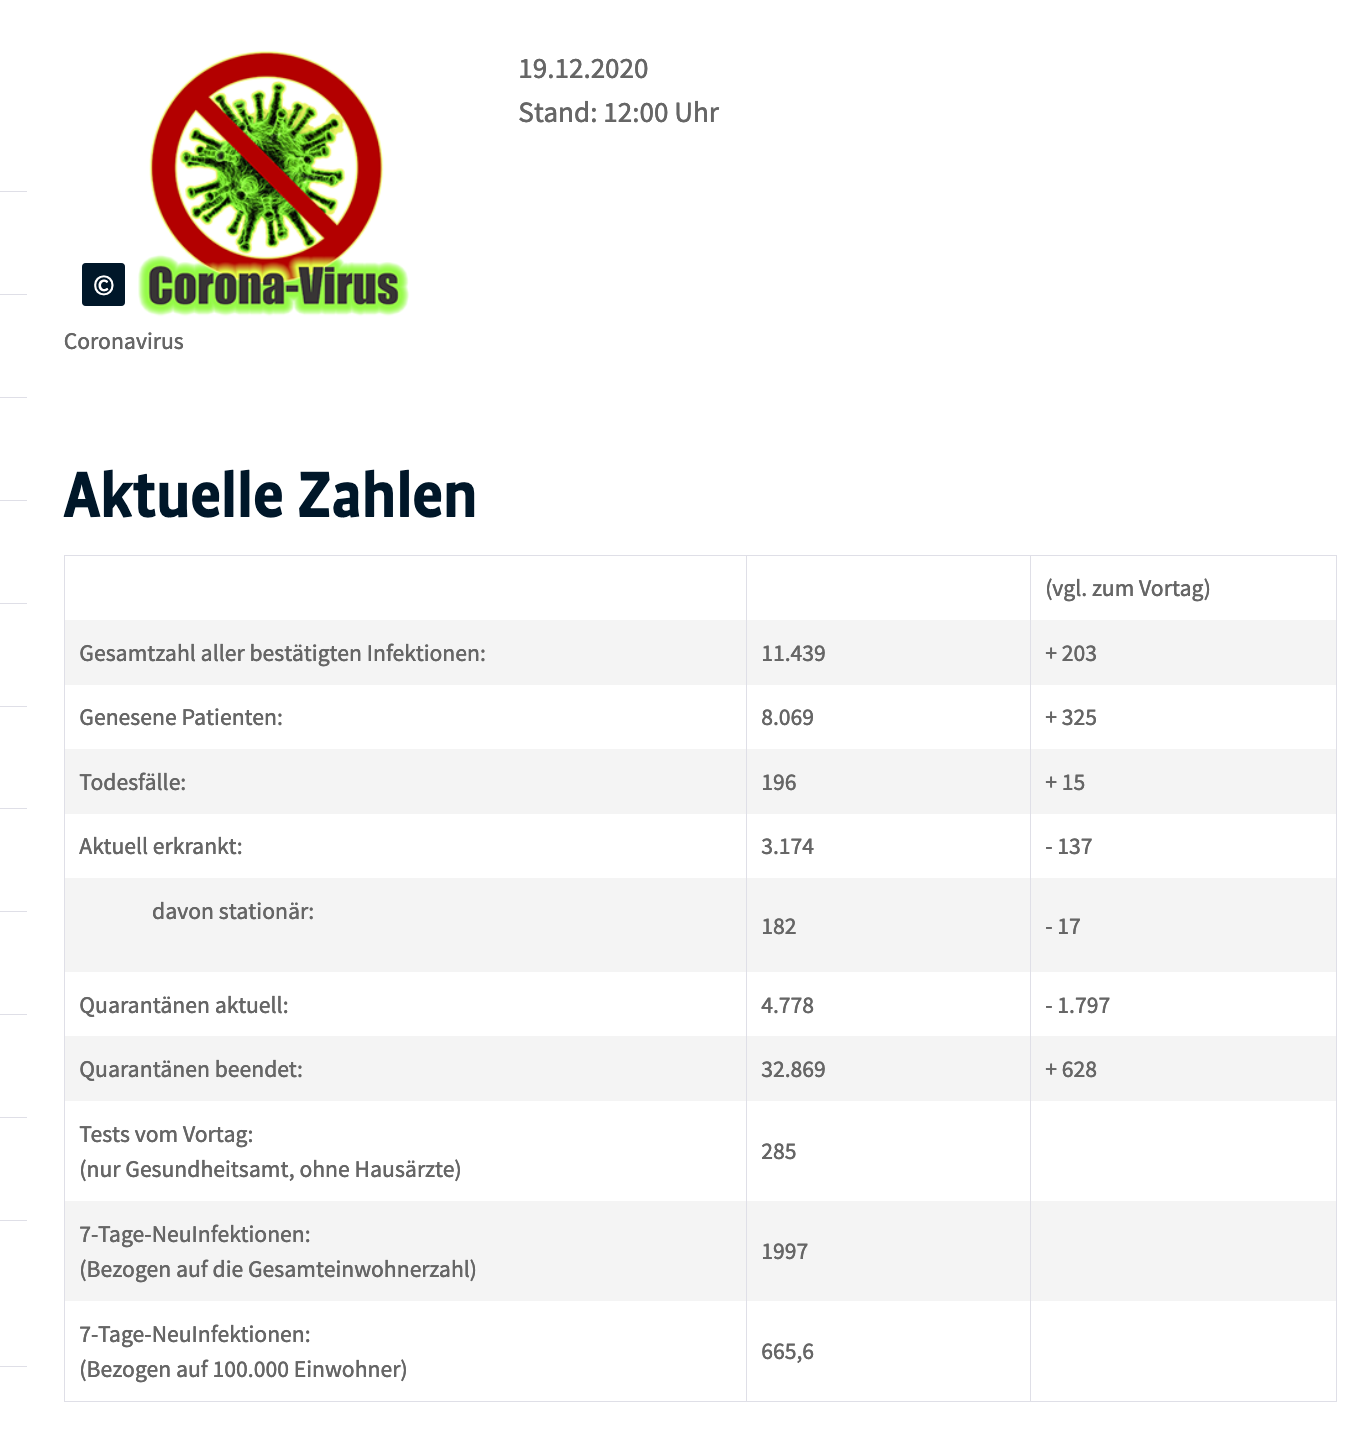 19.12.2020
Stand: 12:00 Uhr
©
Corona-Virus
Coronavirus
Aktuelle Zahlen
(vgl. zum Vortag)
Gesamtzahl aller bestätigten Infektionen: 11.439 + 203
Genesene Patienten: 8.069 + 325
Todesfälle: 196 + 15
Aktuell erkrankt: 3.174 - 137
davon stationär: 182 - 17
Quarantänen aktuell: 4.778 - 1.797
Quarantänen beendet: 32.869 + 628
Tests vom Vortag:
(nur Gesundheitsamt, ohne Hausärzte) 285
7-Tage-NeuInfektionen:
(Bezogen auf die Gesamteinwohnerzahl) 1997
7-Tage-NeuInfektionen:
(Bezogen auf 100.000 Einwohner) 665,6